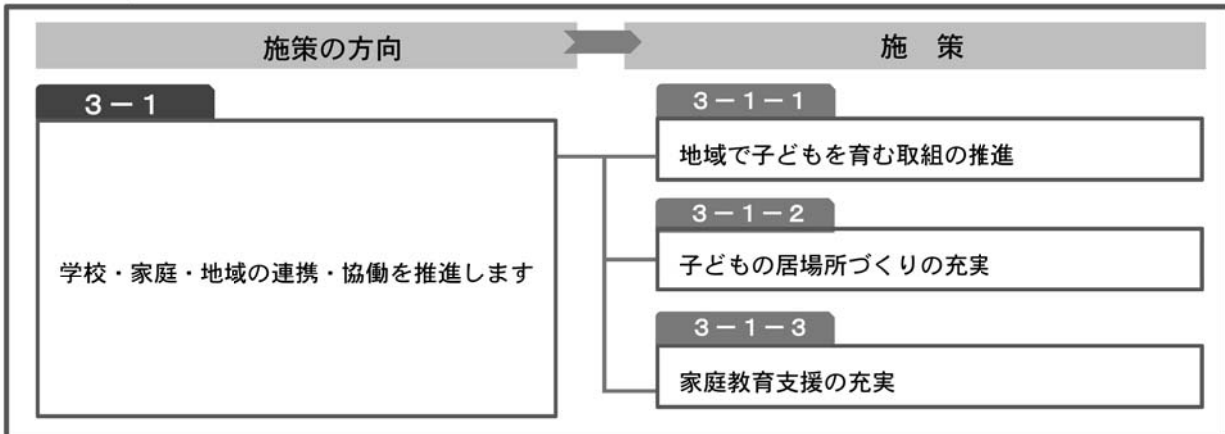 施策の方向
施 策
3－1
学校・家庭・地域の連携・協働を推進します
3－1－1
地域で子どもを育む取組の推進
3－1－2
子どもの居場所づくりの充実
3－1－3
家庭教育支援の充実